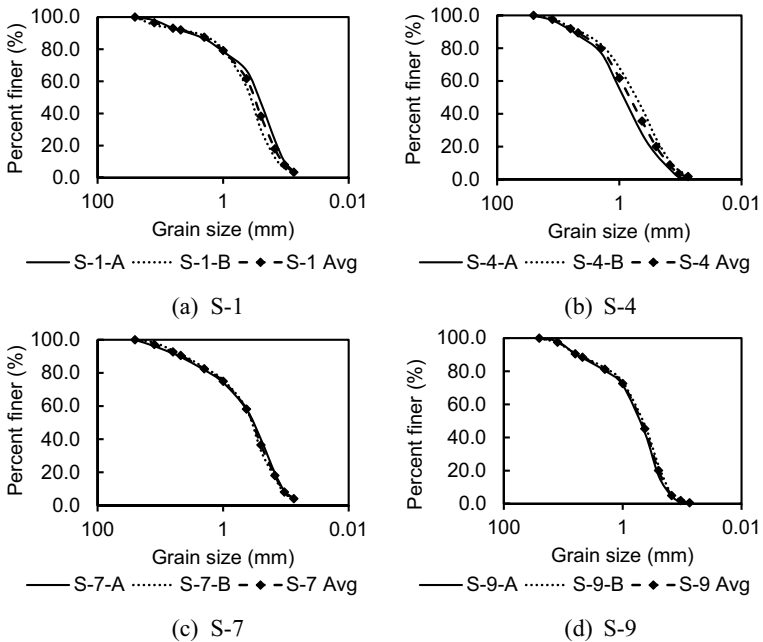 100.0
80.0
60.0
40.0
20.0
0.0
Percent finer (%)
100 1 0.01
Grain size (mm)
S-1-A S-1-B S-1 Avg
(a) S-1
100.0
80.0
60.0
40.0
20.0
0.0
Percent finer (%)
100 1 0.01
Grain size (mm)
S-4-A S-4-B S-4 Avg
(b) S-4
100.0
80.0
60.0
40.0
20.0
0.0
Percent finer (%)
100 1 0.01
Grain size (mm)
S-7-A S-7-B S-7 Avg
(c) S-7
100.0
80.0
60.0
40.0
20.0
0.0
Percent finer (%)
100 1 0.01
Grain size (mm)
S-9-A S-9-B S-9 Avg
(d) S-9